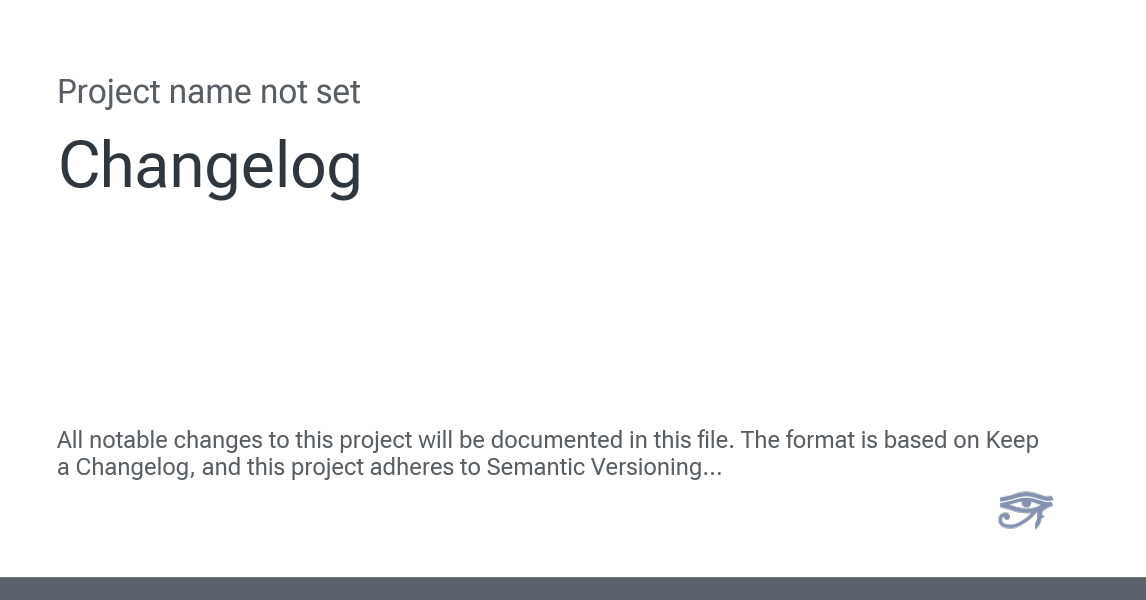 Project name not set
Changelog
All notable changes to this project will be documented in this file. The format is based on Keep
a Changelog, and this project adheres to Semantic Versioning...